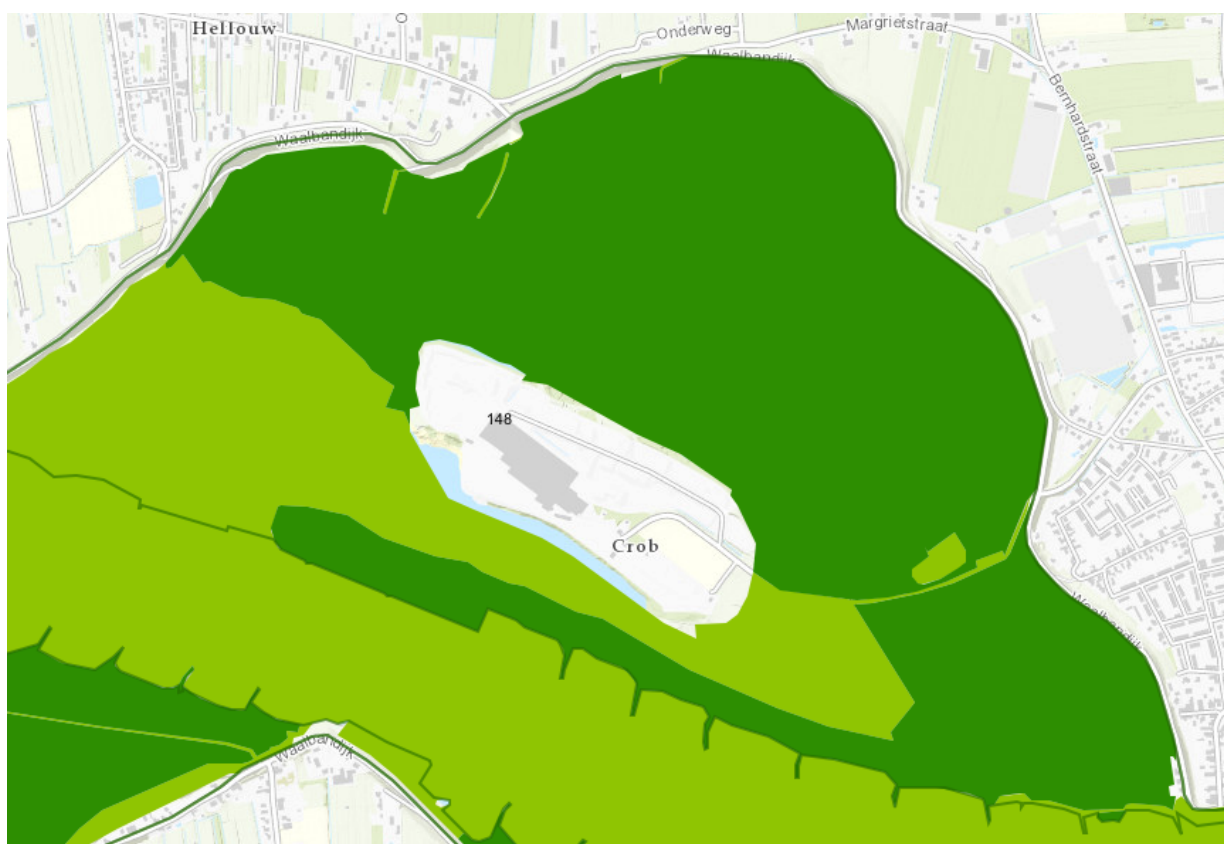 Hellouw
O
Onderweg
Margrietstraat
Waalbandijk
Bernhardstraat
Waalbandijk
148
Crob
Waalbandijk
Waalbandijk